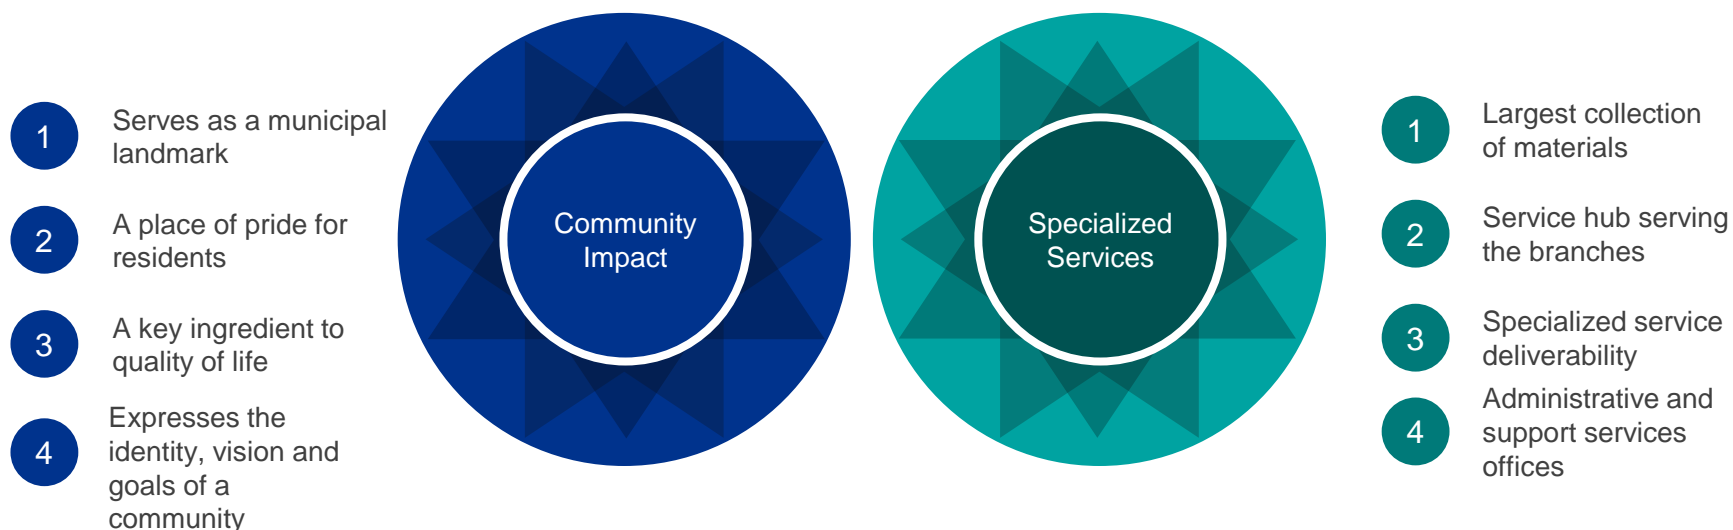 1
Serves as a municipal
landmark
2
A place of pride for
residents
3
A key ingredient to
quality of life
4
Expresses the
identity, vision and
goals of a
community
Community
Impact
Specialized
Services
1
Largest collection
of materials
2
Service hub serving
the branches
3
Specialized service
deliverability
4
Administrative and
support services
offices